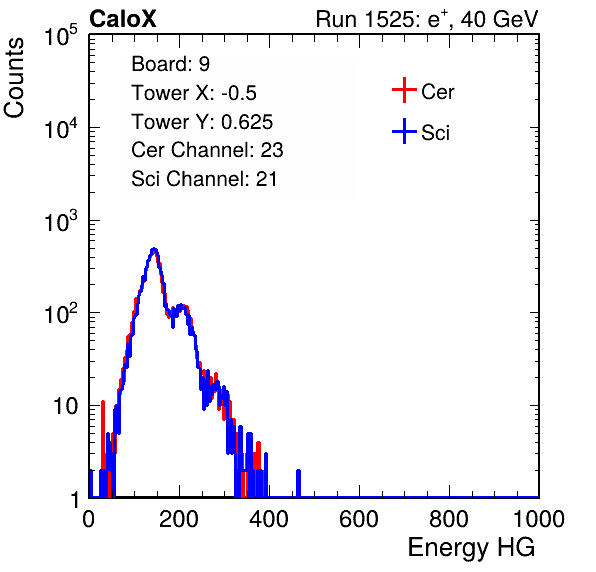 CaloX Run 1525: e⁺, 40 GeV
Counts
Board: 9
Tower X: -0.5
Tower Y: 0.625
Cer Channel: 23
Sci Channel: 21
Cer
Sci
10⁵
10⁴
10³
10²
10
1
0 200 400 600 800 1000
Energy HG